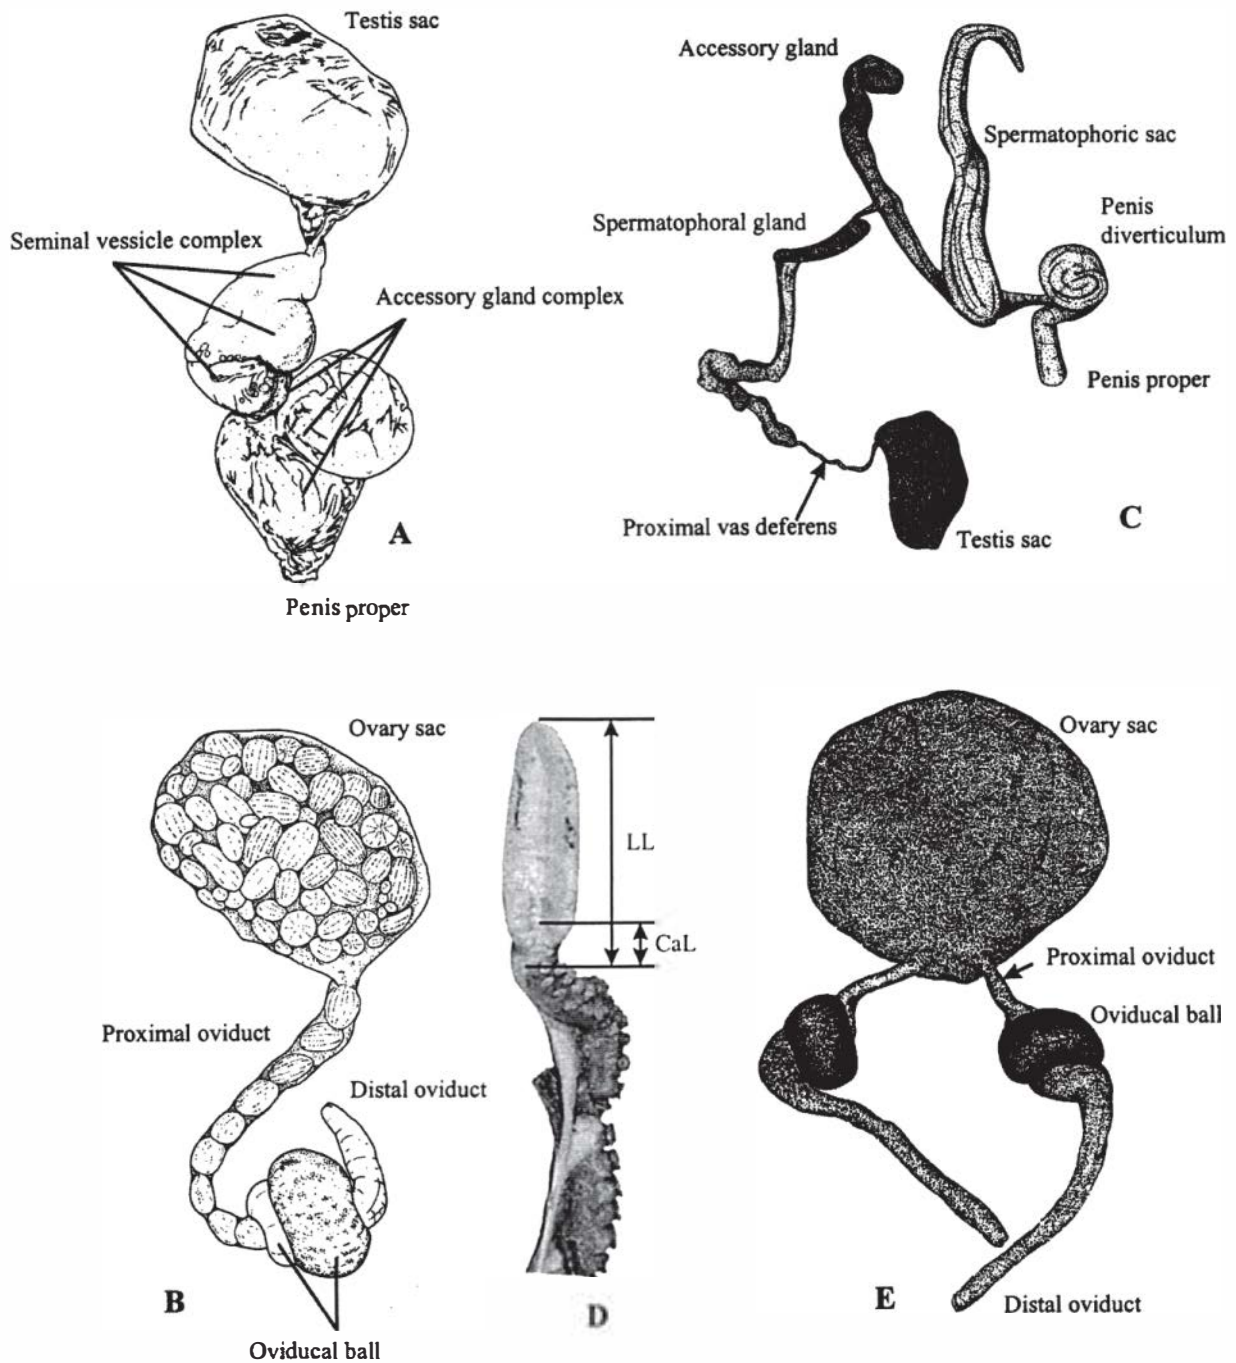 Testis sac
Seminal vessicle complex
Accessory gland complex
A
Penis proper
Accessory gland
Spermatophoric sac
Spermatophoral gland
Penis
diverticulum
Penis proper
Proximal vas deferens
Testis sac
C
Ovary sac
Proximal oviduct
Distal oviduct
B
Oviducal ball
LL
CaL
D
Ovary sac
Proximal oviduct
Oviducal ball
E
Distal oviduct